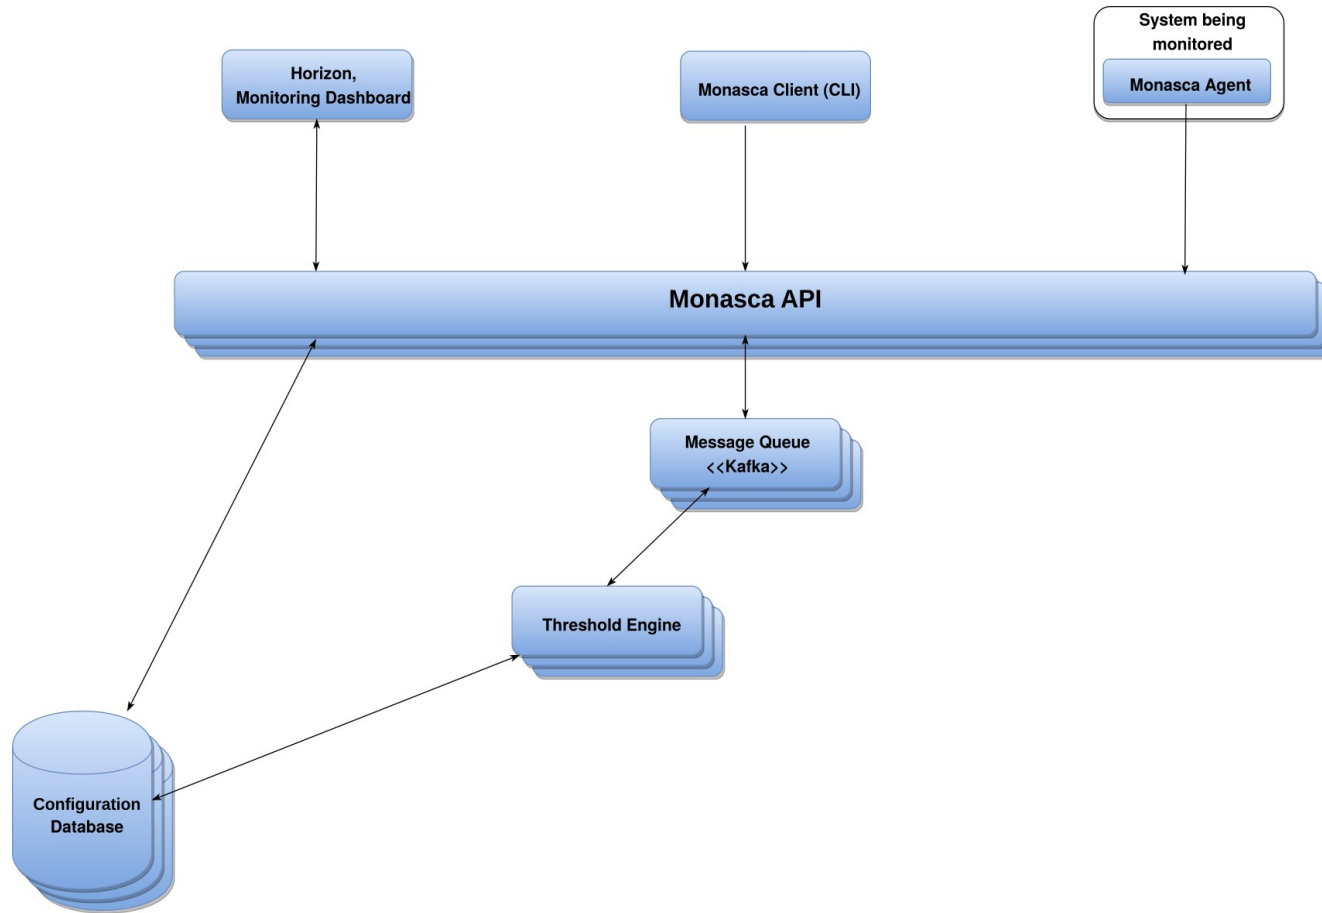 System being
monitored
Horizon,
Monitoring Dashboard
Monasca Client (CLI)
Monasca Agent
Monasca API
Message Queue
<<Kafka>>
Threshold Engine
Configuration
Database